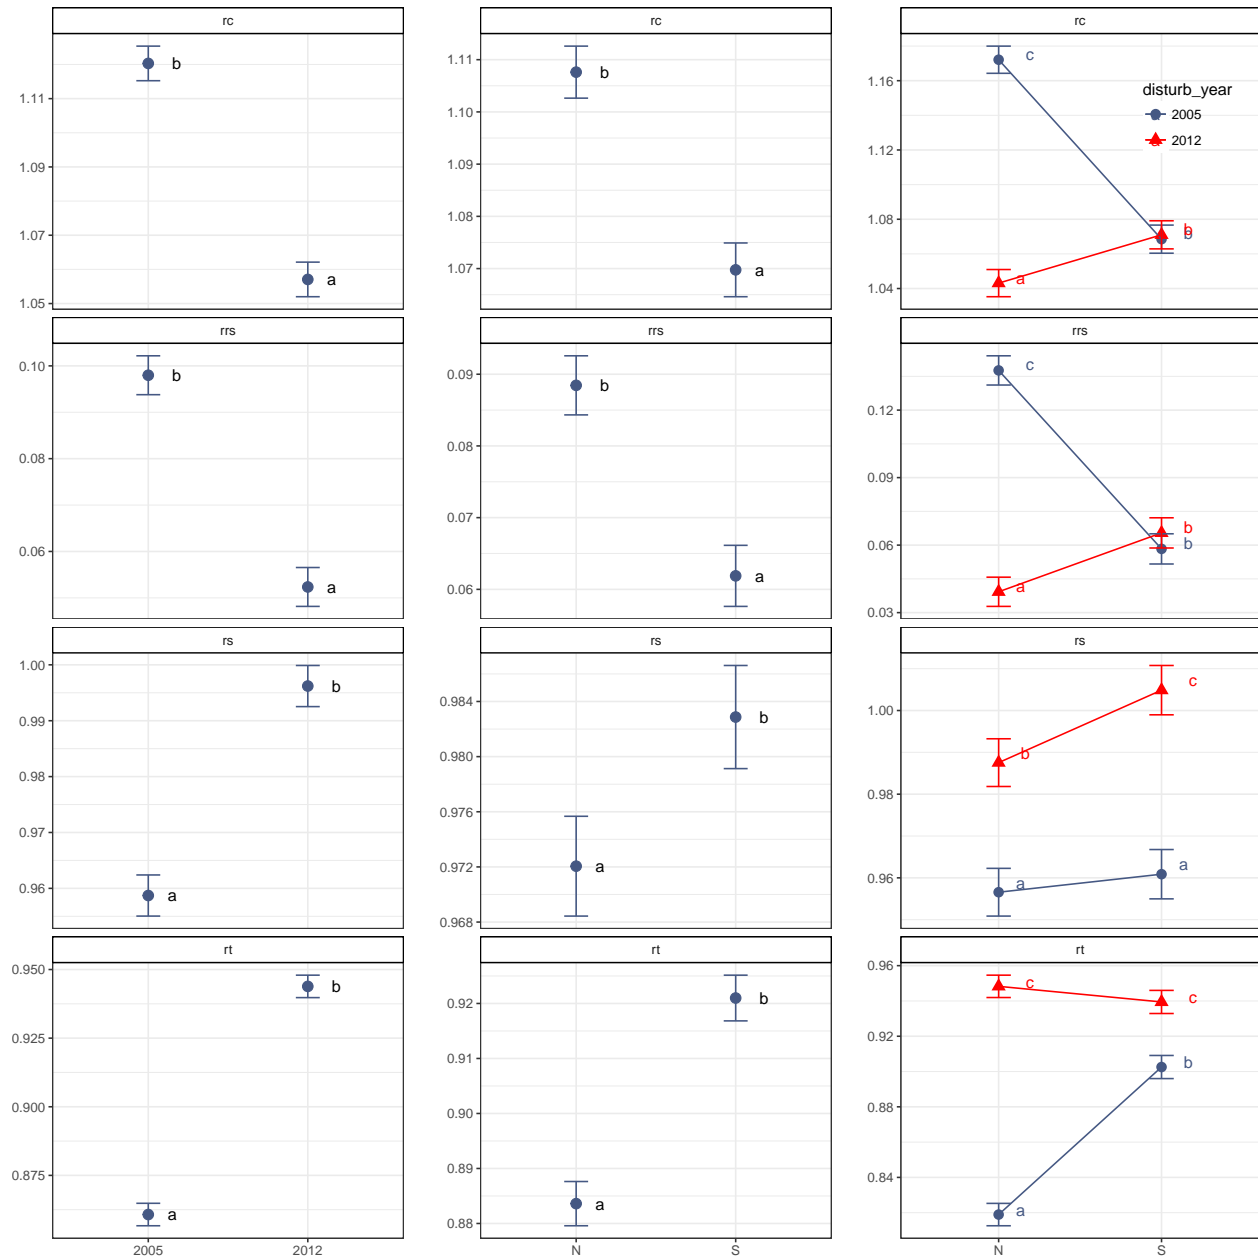 rc
1.11
1.09
1.07
1.05
b
a
rc
1.11
1.10
1.09
1.08
1.07
b
a
rc
1.16
1.12
1.08
1.04
c
a
b
b
disturb_year
2005
2012
rrs
0.10
0.08
0.06
b
a
rrs
0.09
0.08
0.07
0.06
b
a
rrs
0.12
0.09
0.06
0.03
c
a
b
b
rs
1.00
0.99
0.98
0.97
0.96
a
b
rs
0.984
0.980
0.976
0.972
0.968
a
b
rs
1.00
0.98
0.96
b
c
a
a
rt
0.950
0.925
0.900
0.875
a
b
2005 2012
rt
0.92
0.91
0.90
0.89
0.88
a
b
N S
rt
0.96
0.92
0.88
0.84
c
c
a
b
N S